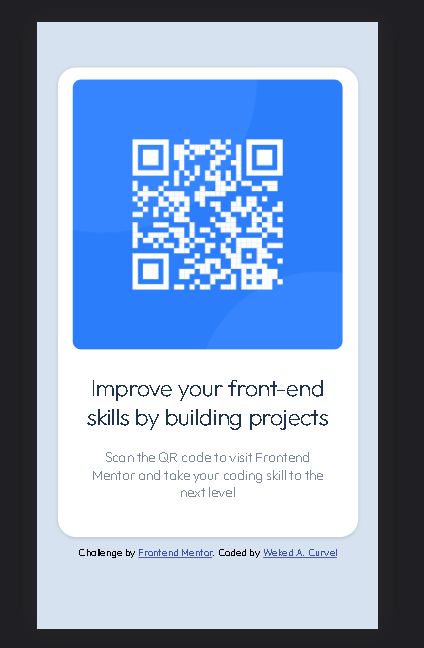 Improve your front-end
skills by building projects
Scan the QR code to visit Frontend
Mentor and take your coding skill to the
next level
Challenge by Frontend Mentor. Coded by Weked A. Curvel